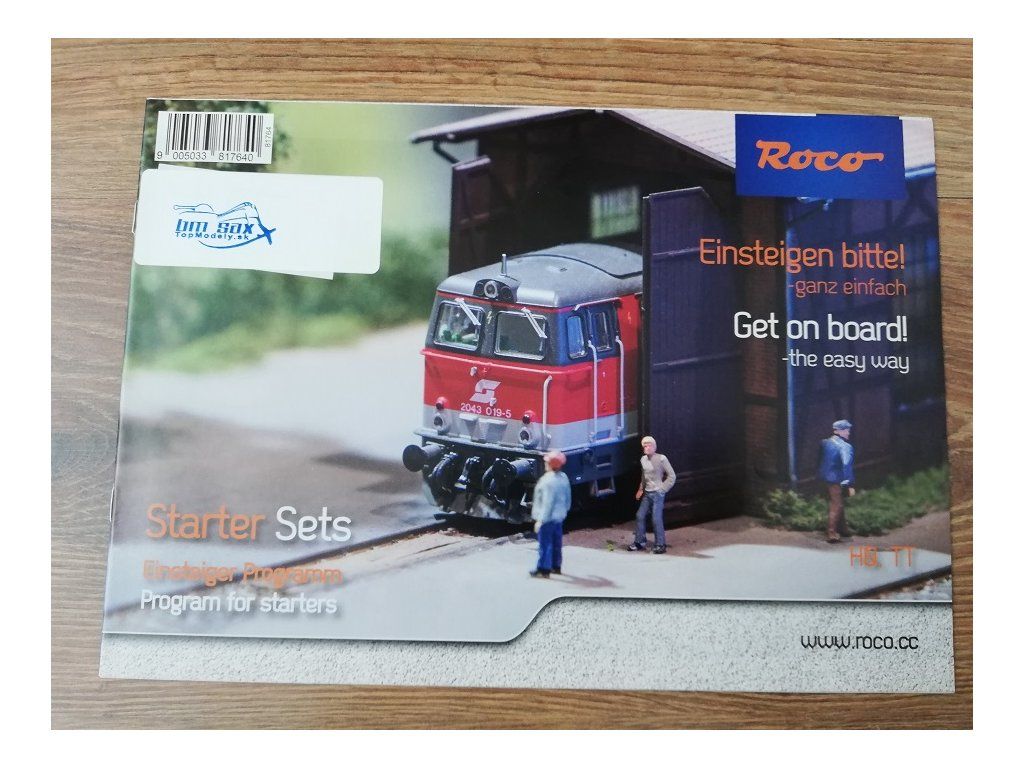 9 005033 817640
81764
bm sax
TopModely.sk
Roco
Einsteigen bitte!
-ganz einfach
Get on board!
-the easy way
2043 019-5
Starter Sets
Einsteiger Programm
Program for starters
H0, TT
www.roco.cc